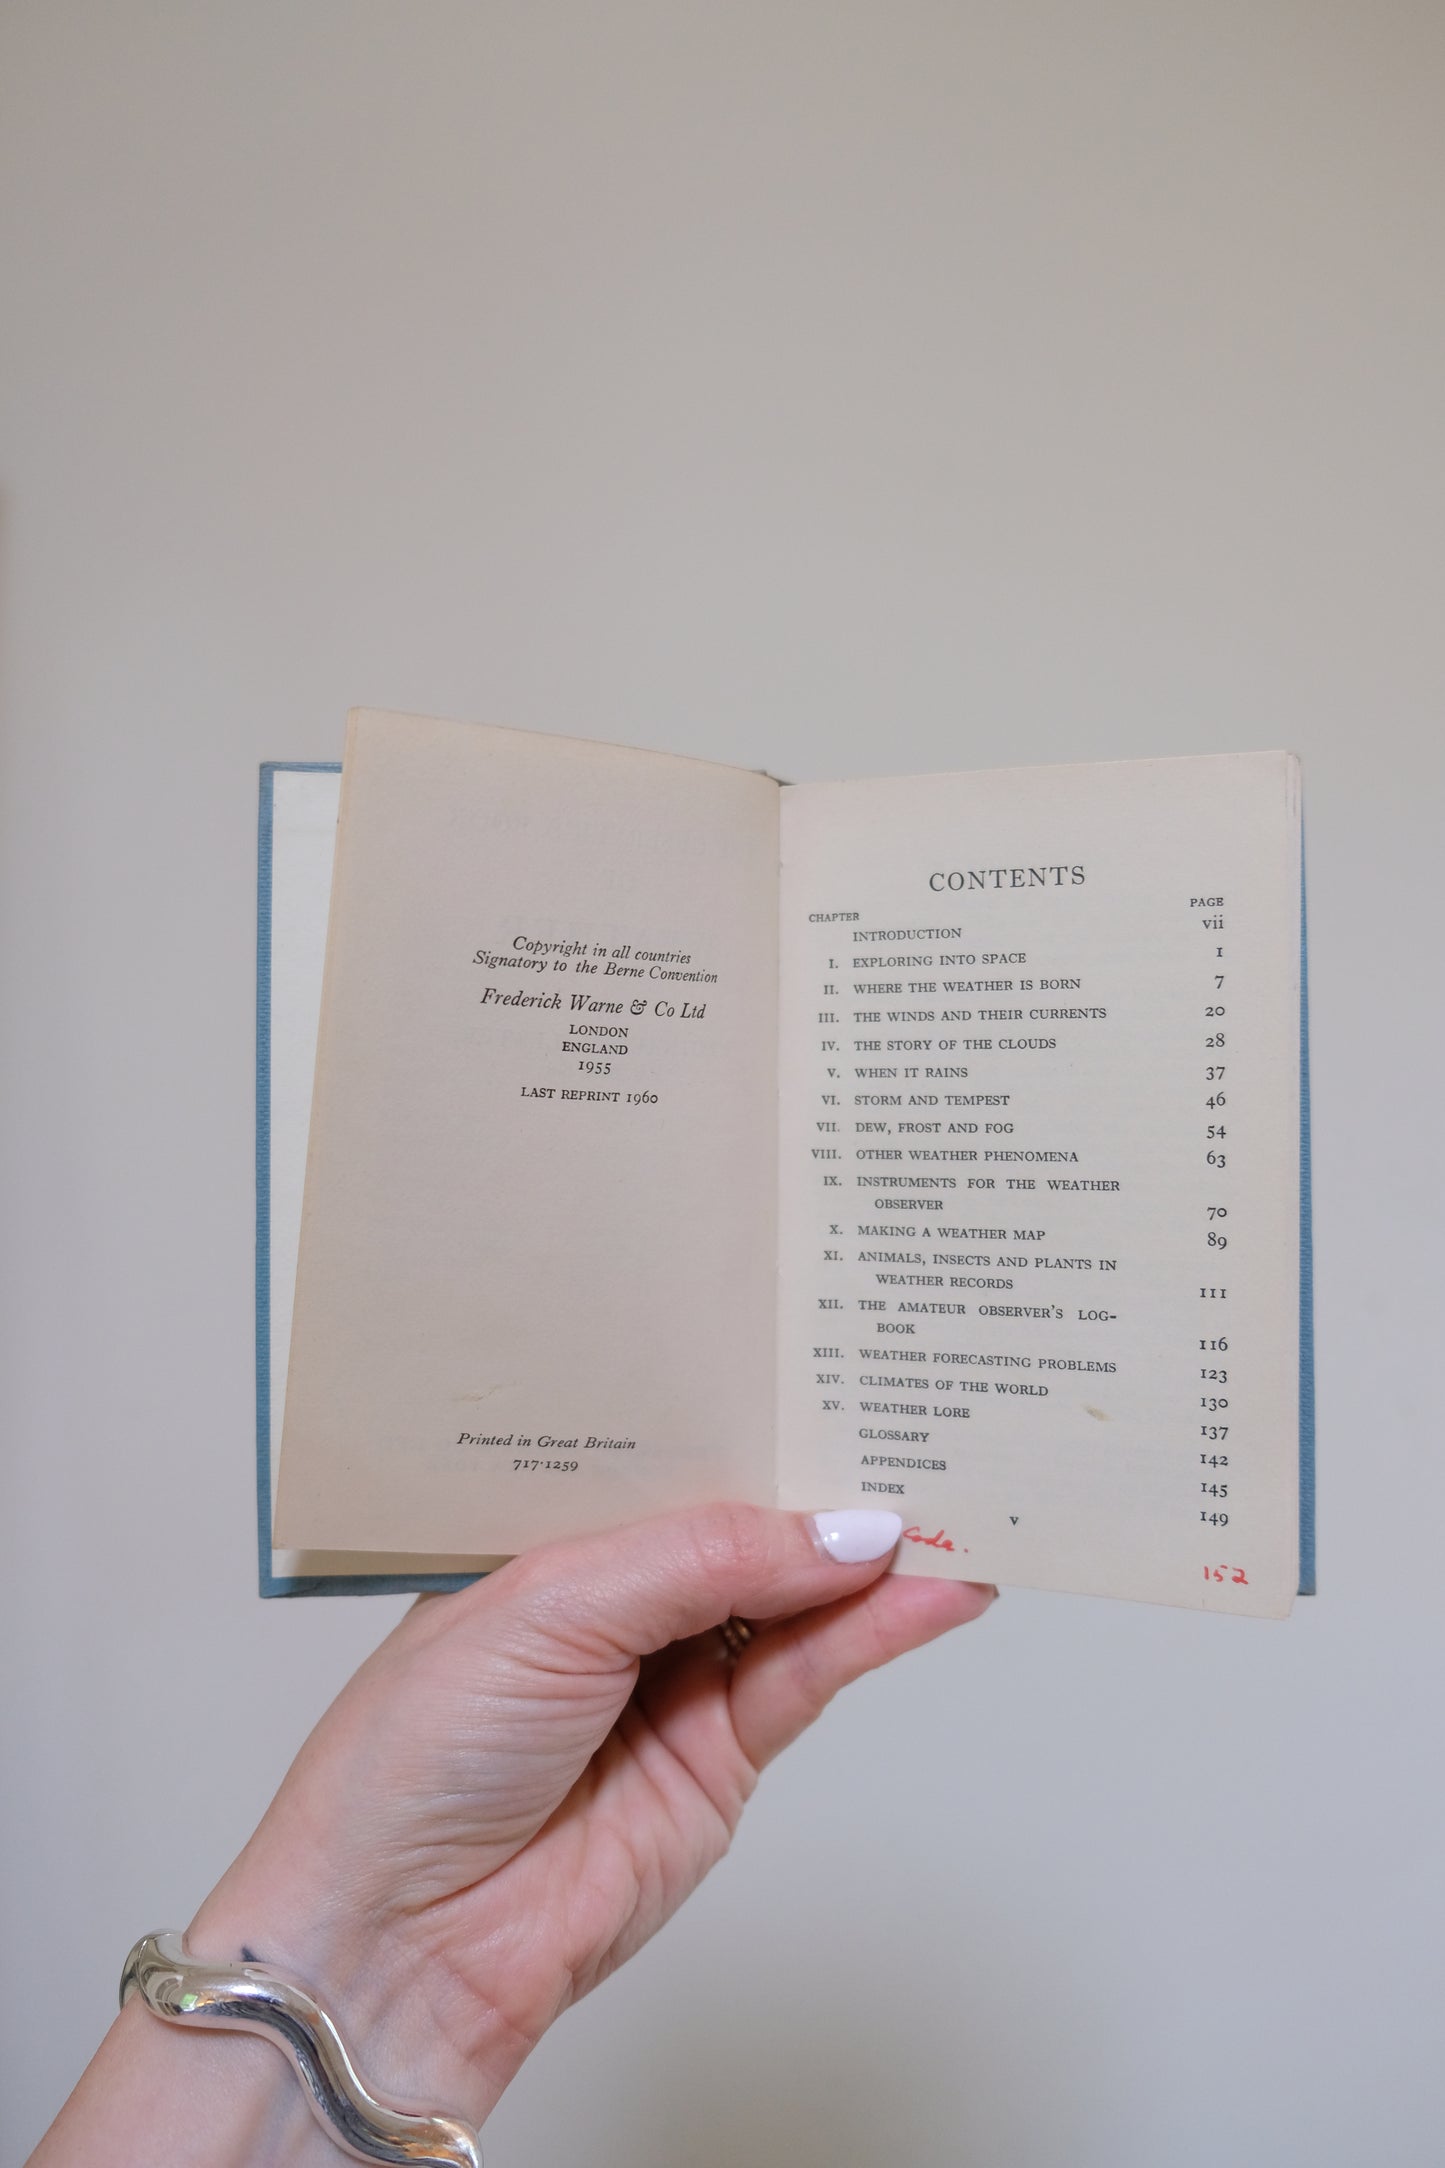 Copyright in all countries
Signatory to the Berne Convention
Frederick Warne & Co Ltd
LONDON
ENGLAND
1955
LAST REPRINT 1960
Printed in Great Britain
717·1259
CONTENTS
CHAPTER PAGE
INTRODUCTION vii
I. EXPLORING INTO SPACE 1
II. WHERE THE WEATHER IS BORN 7
III. THE WINDS AND THEIR CURRENTS 20
IV. THE STORY OF THE CLOUDS 28
V. WHEN IT RAINS 37
VI. STORM AND TEMPEST 46
VII. DEW, FROST AND FOG 54
VIII. OTHER WEATHER PHENOMENA 63
IX. INSTRUMENTS FOR THE WEATHER
OBSERVER 70
X. MAKING A WEATHER MAP 89
XI. ANIMALS, INSECTS AND PLANTS IN
WEATHER RECORDS 111
XII. THE AMATEUR OBSERVER'S LOG-
BOOK 116
XIII. WEATHER FORECASTING PROBLEMS 123
XIV. CLIMATES OF THE WORLD 130
XV. WEATHER LORE 137
GLOSSARY 142
APPENDICES 145
INDEX 149
v
Coda. 152